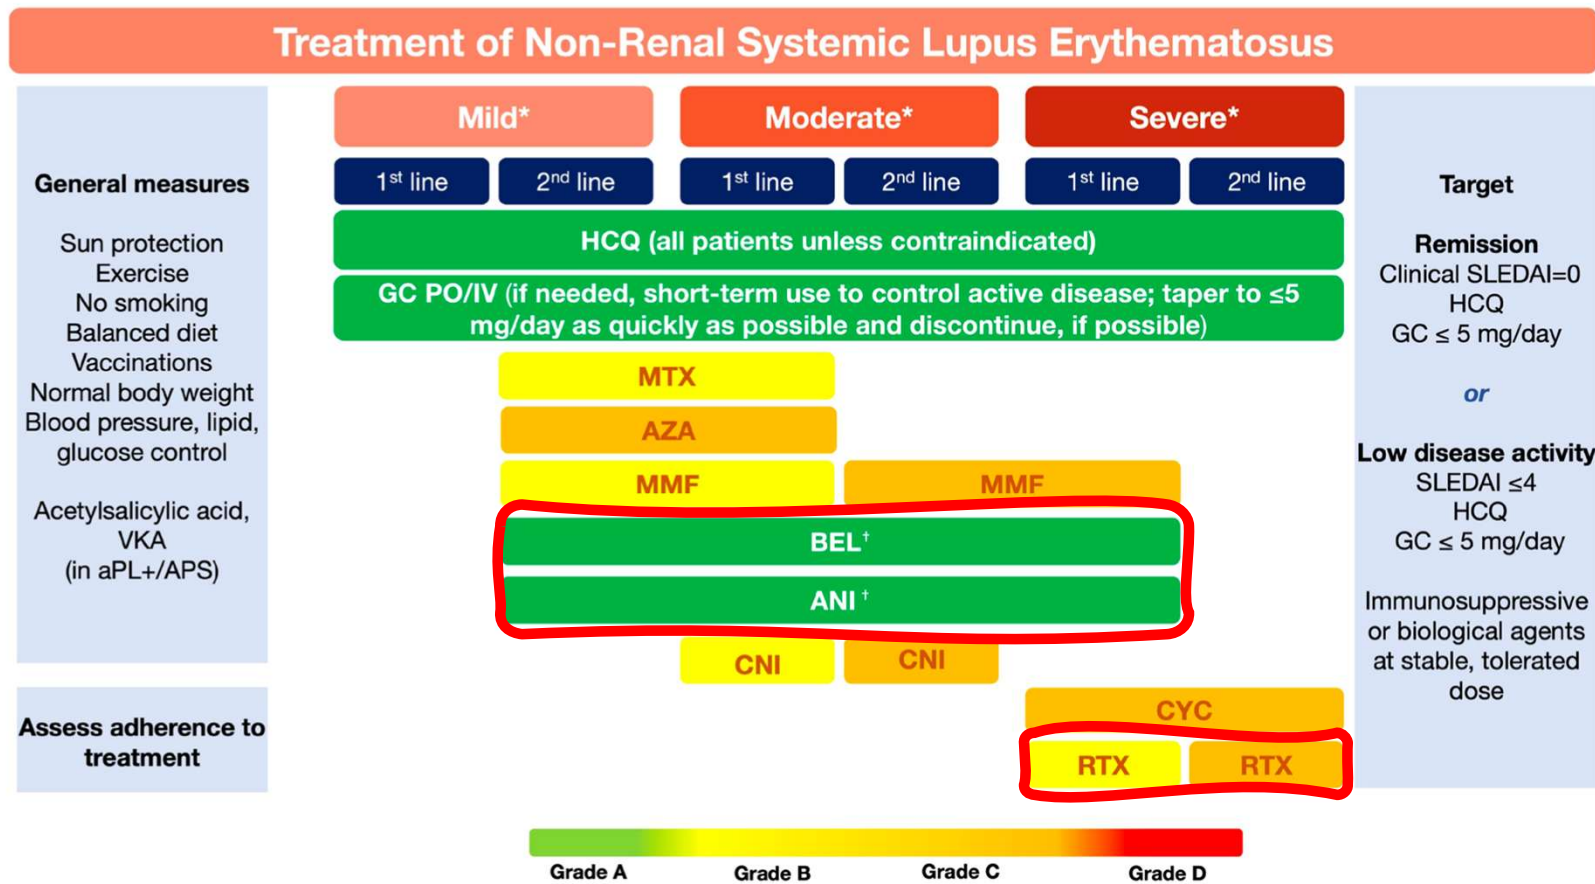 Treatment of Non-Renal Systemic Lupus Erythematosus
General measures
Sun protection
Exercise
No smoking
Balanced diet
Vaccinations
Normal body weight
Blood pressure, lipid,
glucose control
Acetylsalicylic acid,
VKA
(in aPL+/APS)
Assess adherence to
treatment
Mild*
Moderate*
Severe*
1st line
2nd line
1st line
2nd line
1st line
2nd line
HCQ (all patients unless contraindicated)
GC PO/IV (if needed, short-term use to control active disease; taper to ≤5
mg/day as quickly as possible and discontinue, if possible)
MTX
AZA
MMF
MMF
BEL†
ANI †
CNI
CNI
CYC
RTX
RTX
Target
Remission
Clinical SLEDAI=0
HCQ
GC ≤ 5 mg/day
or
Low disease activity
SLEDAI ≤4
HCQ
GC ≤ 5 mg/day
Immunosuppressive
or biological agents
at stable, tolerated
dose
Grade A
Grade B
Grade C
Grade D